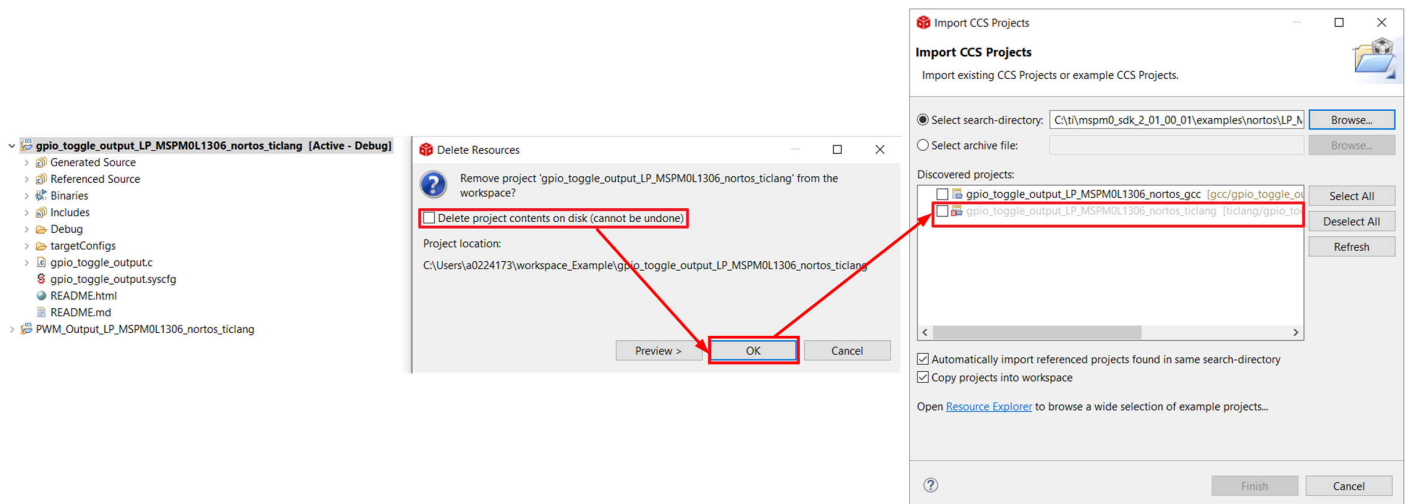 gpio_toggle_output_LP_MSPM0L1306_nortos_ticlang [Active - Debug]
Generated Source
Referenced Source
Binaries
Includes
Debug
targetConfigs
gpio_toggle_output.c
gpio_toggle_output.syscfg
README.html
README.md
PWM_Output_LP_MSPM0L1306_nortos_ticlang
Delete Resources
Remove project 'gpio_toggle_output_LP_MSPM0L1306_nortos_ticlang' from the
workspace?
Delete project contents on disk (cannot be undone)
Project location:
C:\Users\a0224173\workspace_Example\gpio_toggle_output_LP_MSPM0L1306_nortos_ticlang
Preview >
OK
Cancel
Import CCS Projects
Import CCS Projects
Import existing CCS Projects or example CCS Projects.
Select search-directory: C:\ti\mspm0_sdk_2_01_00_01\examples\nortos\LP_M Browse...
Select archive file: Browse...
Discovered projects:
gpio_toggle_output_LP_MSPM0L1306_nortos_gcc [gcc/gpio_toggle_ou
gpio_toggle_output_LP_MSPM0L1306_nortos_ticlang [ticlang/gpio_tog
Select All
Deselect All
Refresh
Automatically import referenced projects found in same search-directory
Copy projects into workspace
Open Resource Explorer to browse a wide selection of example projects...
Finish
Cancel